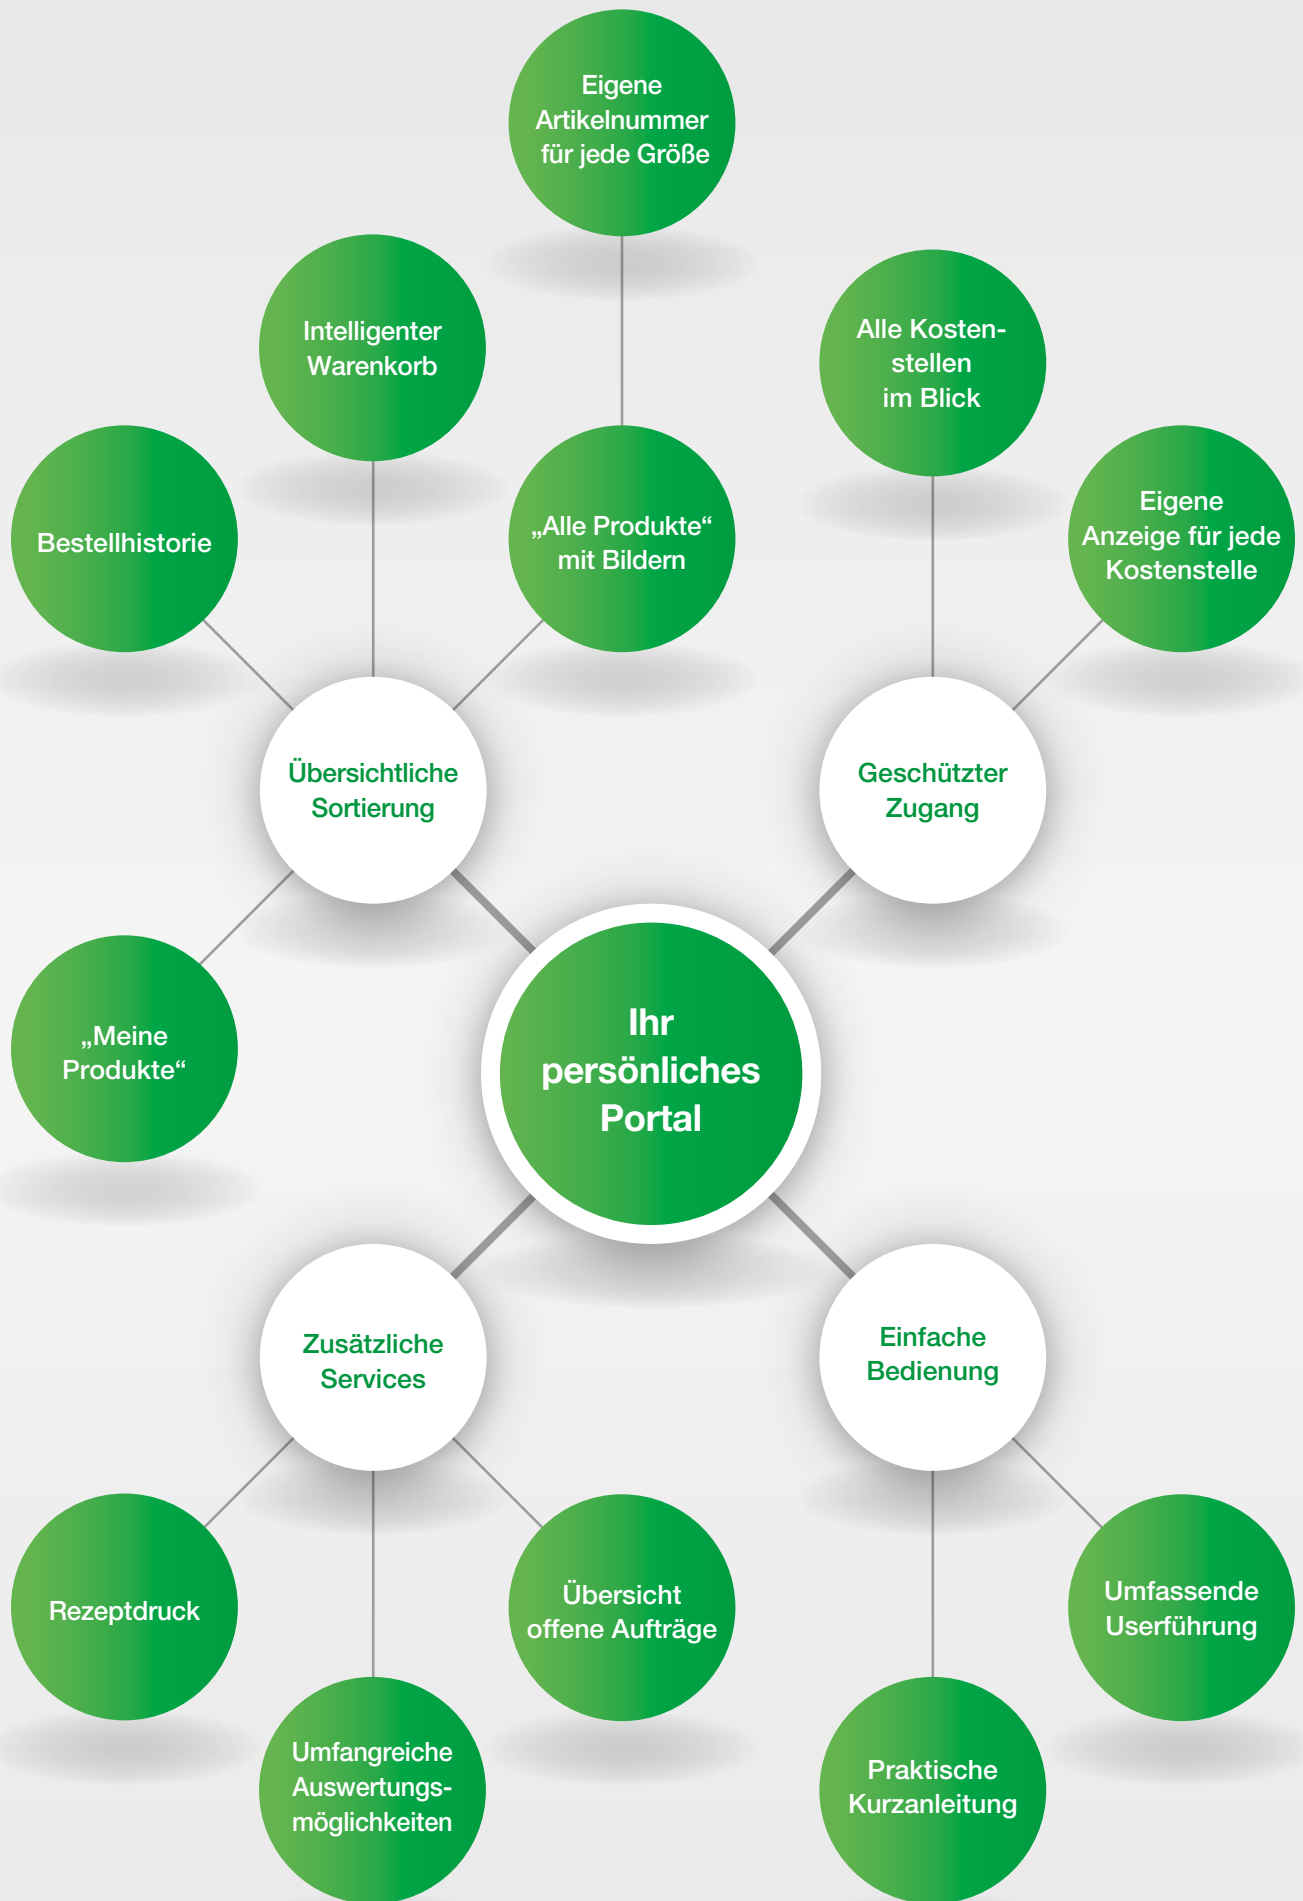 Eigene
Artikelnummer
für jede Größe
Intelligenter
Warenkorb
Alle Kosten-
stellen
im Blick
Bestellhistorie
„Alle Produkte“
mit Bildern
Eigene
Anzeige für jede
Kostenstelle
Übersichtliche
Sortierung
Geschützter
Zugang
„Meine
Produkte“
Ihr
persönliches
Portal
Zusätzliche
Services
Einfache
Bedienung
Rezeptdruck
Übersicht
offene Aufträge
Umfassende
Userführung
Umfangreiche
Auswertungs-
möglichkeiten
Praktische
Kurzanleitung